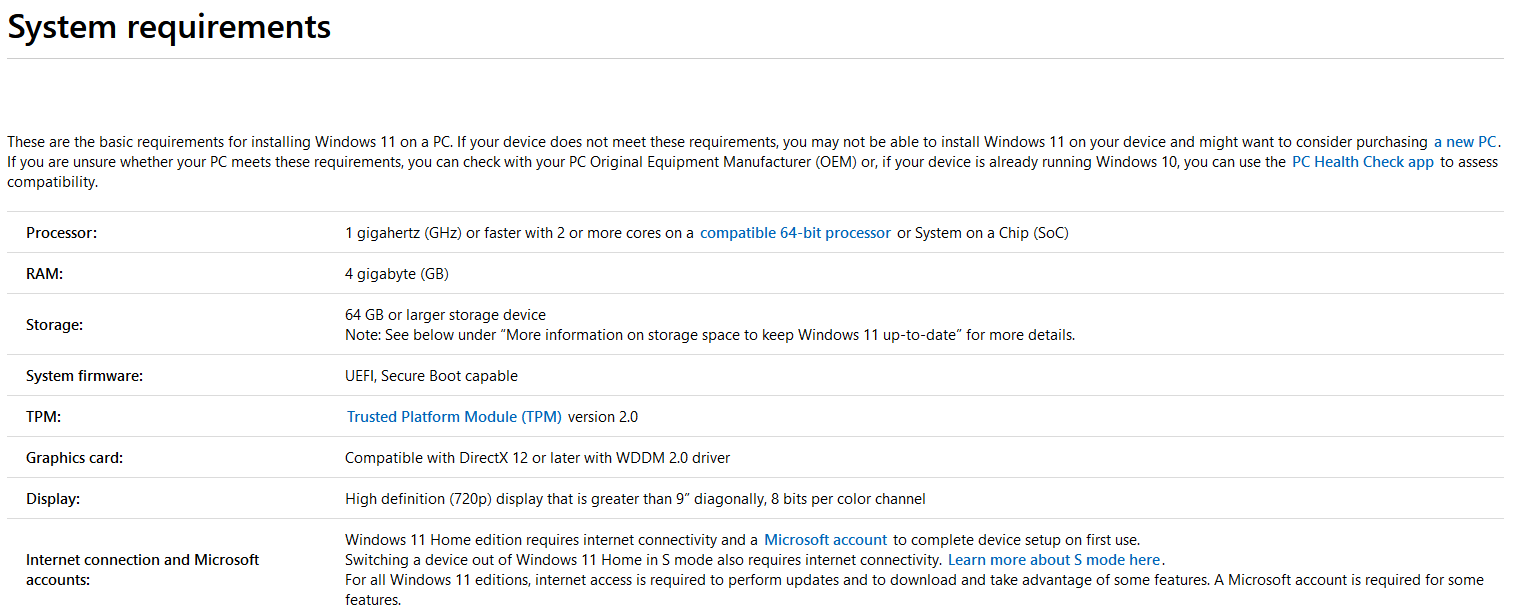 System requirements
These are the basic requirements for installing Windows 11 on a PC. If your device does not meet these requirements, you may not be able to install Windows 11 on your device and might want to consider purchasing a new PC.
If you are unsure whether your PC meets these requirements, you can check with your PC Original Equipment Manufacturer (OEM) or, if your device is already running Windows 10, you can use the PC Health Check app to assess
compatibility.
Processor: 1 gigahertz (GHz) or faster with 2 or more cores on a compatible 64-bit processor or System on a Chip (SoC)
RAM: 4 gigabyte (GB)
Storage: 64 GB or larger storage device
Note: See below under “More information on storage space to keep Windows 11 up-to-date” for more details.
System firmware: UEFI, Secure Boot capable
TPM: Trusted Platform Module (TPM) version 2.0
Graphics card: Compatible with DirectX 12 or later with WDDM 2.0 driver
Display: High definition (720p) display that is greater than 9” diagonally, 8 bits per color channel
Internet connection and Microsoft
accounts:
Windows 11 Home edition requires internet connectivity and a Microsoft account to complete device setup on first use.
Switching a device out of Windows 11 Home in S mode also requires internet connectivity. Learn more about S mode here.
For all Windows 11 editions, internet access is required to perform updates and to download and take advantage of some features. A Microsoft account is required for some
features.